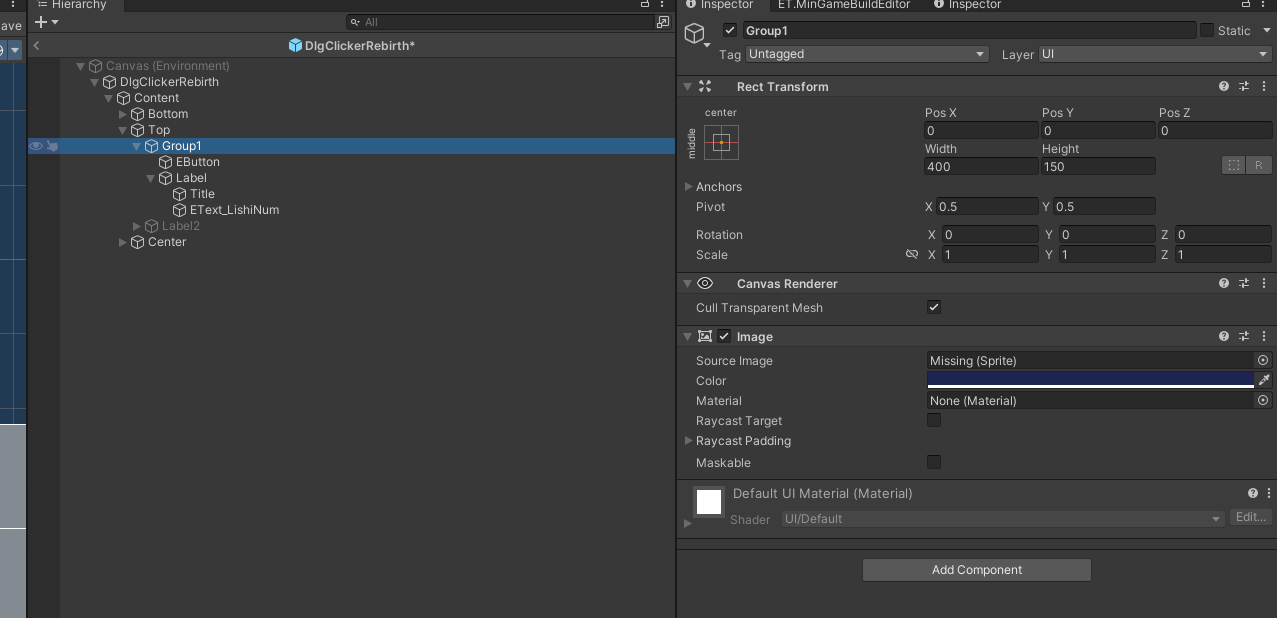 Hierarchy
Inspector
ET.MinGameBuildEditor
Inspector
ave
All
DlgClickerRebirth*
Canvas (Environment)
DlgClickerRebirth
Content
Bottom
Top
Group1
EButton
Label
Title
EText_LishiNum
Label2
Center
Group1
Static
Tag
Untagged
Layer
UI
Rect Transform
center
middle
Pos X
Pos Y
Pos Z
0
0
0
Width
Height
400
150
R
Anchors
Pivot
X 0.5
Y 0.5
Rotation
X 0
Y 0
Z 0
Scale
X 1
Y 1
Z 1
Canvas Renderer
Cull Transparent Mesh
Image
Source Image
Missing (Sprite)
Color
Material
None (Material)
Raycast Target
Raycast Padding
Maskable
Default UI Material (Material)
Shader
UI/Default
Edit...
Add Component